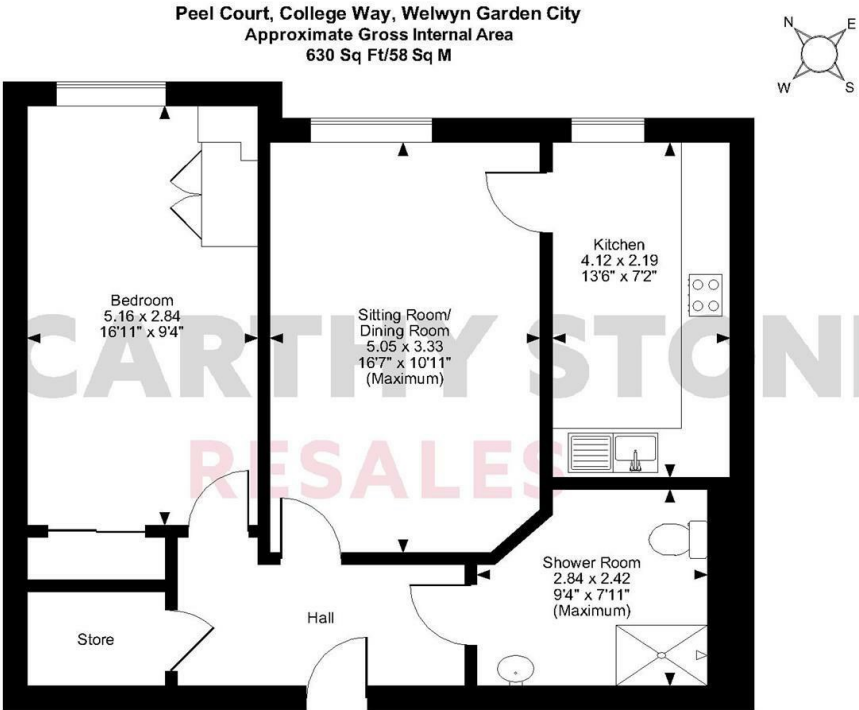 Peel Court, College Way, Welwyn Garden City
Approximate Gross Internal Area
630 Sq Ft/58 Sq M
N
E
W
S
Bedroom
5.16 x 2.84
16'11" x 9'4"
Sitting Room/
Dining Room
5.05 x 3.33
16'7" x 10'11"
(Maximum)
Kitchen
4.12 x 2.19
13'6" x 7'2"
CARTHY STONE
RESALES
Shower Room
2.84 x 2.42
9'4" x 7'11"
(Maximum)
Hall
Store